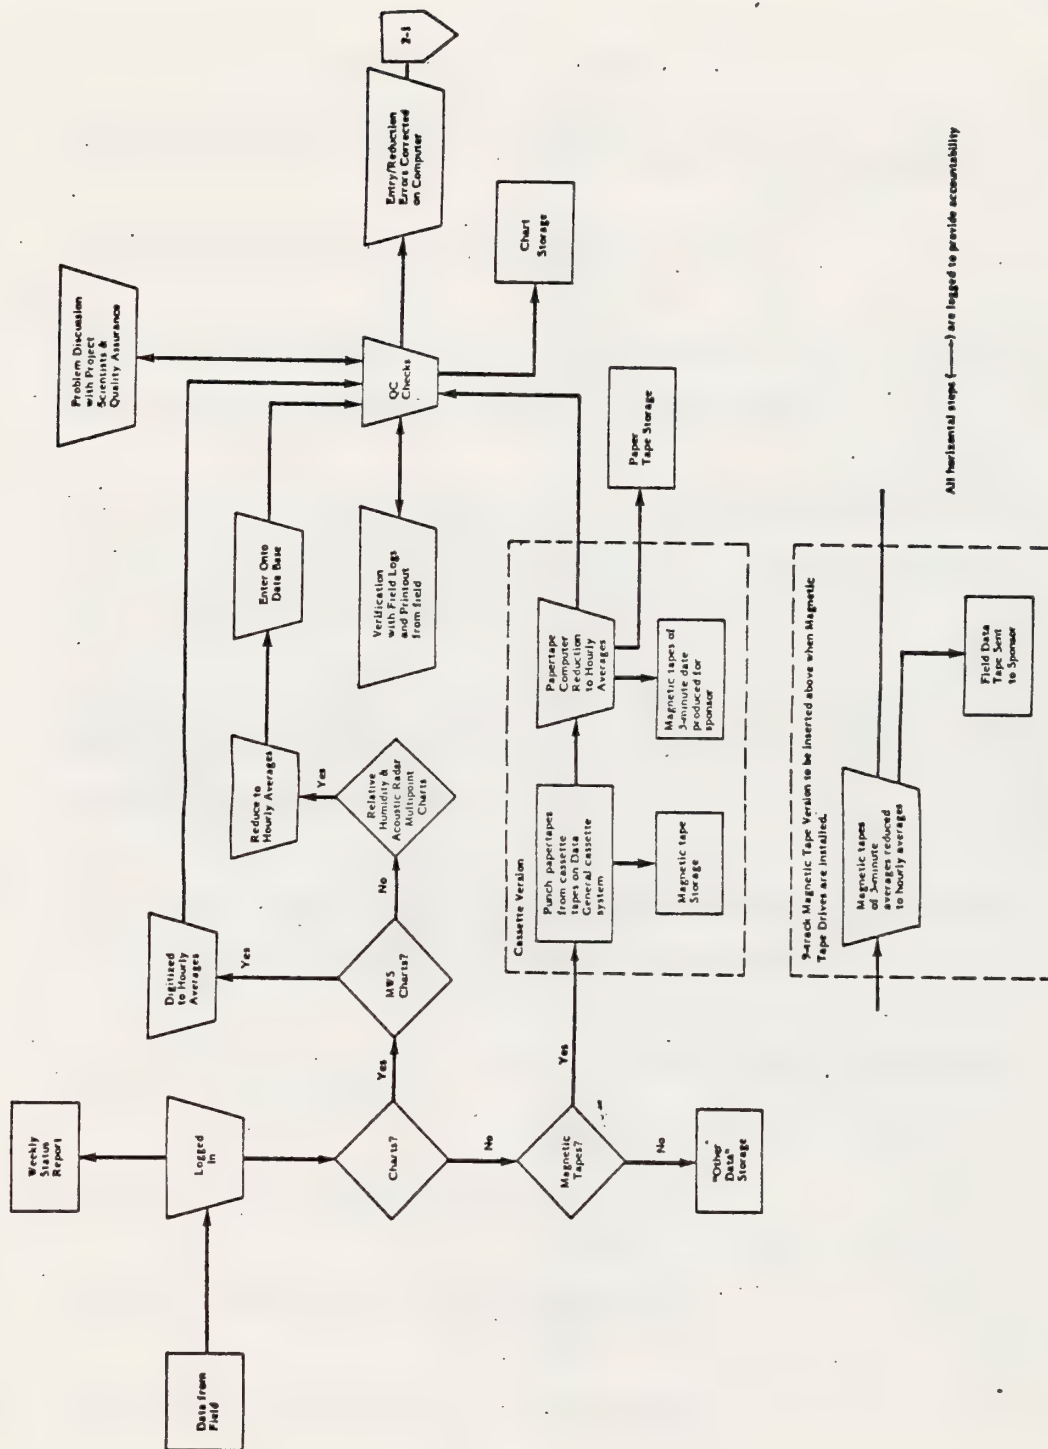 Data from
Field
Weekly
Status
Report
Logged
In
Charts?
Yes
No
MWS
Charts?
Yes
No
Digitized
to Hourly
Averages
Relative
Humidity &
Acoustic Radar
Multipoint
Charts
Yes
Reduce to
Hourly Averages
Enter Onto
Data Base
Problem Discussion
with Project
Scientists &
Quality Assurance
QC
Checks
Verification
with Field Logs
and Printout
from field
Entry/Reduction
Errors Corrected
on Computer
2-1
Chart
Storage
Magnetic
Tapes?
Yes
No
"Other
Data"
Storage
Cassette Version
Punch papertapes
from cassette
tapes on Data
General cassette
system
Magnetic tape
Storage
Papertape
Computer
Reduction
to Hourly
Averages
Magnetic tapes of
5-minute date
produced for
sponsor
Paper
Tape Storage
9-track Magnetic Tape Version to be inserted above when Magnetic
Tape Drives are installed.
Magnetic tapes
of 5-minute
averages reduced
to hourly averages
Field Data
Tape Sent
to Sponsor
All horizontal steps (——) are logged to provide accountability